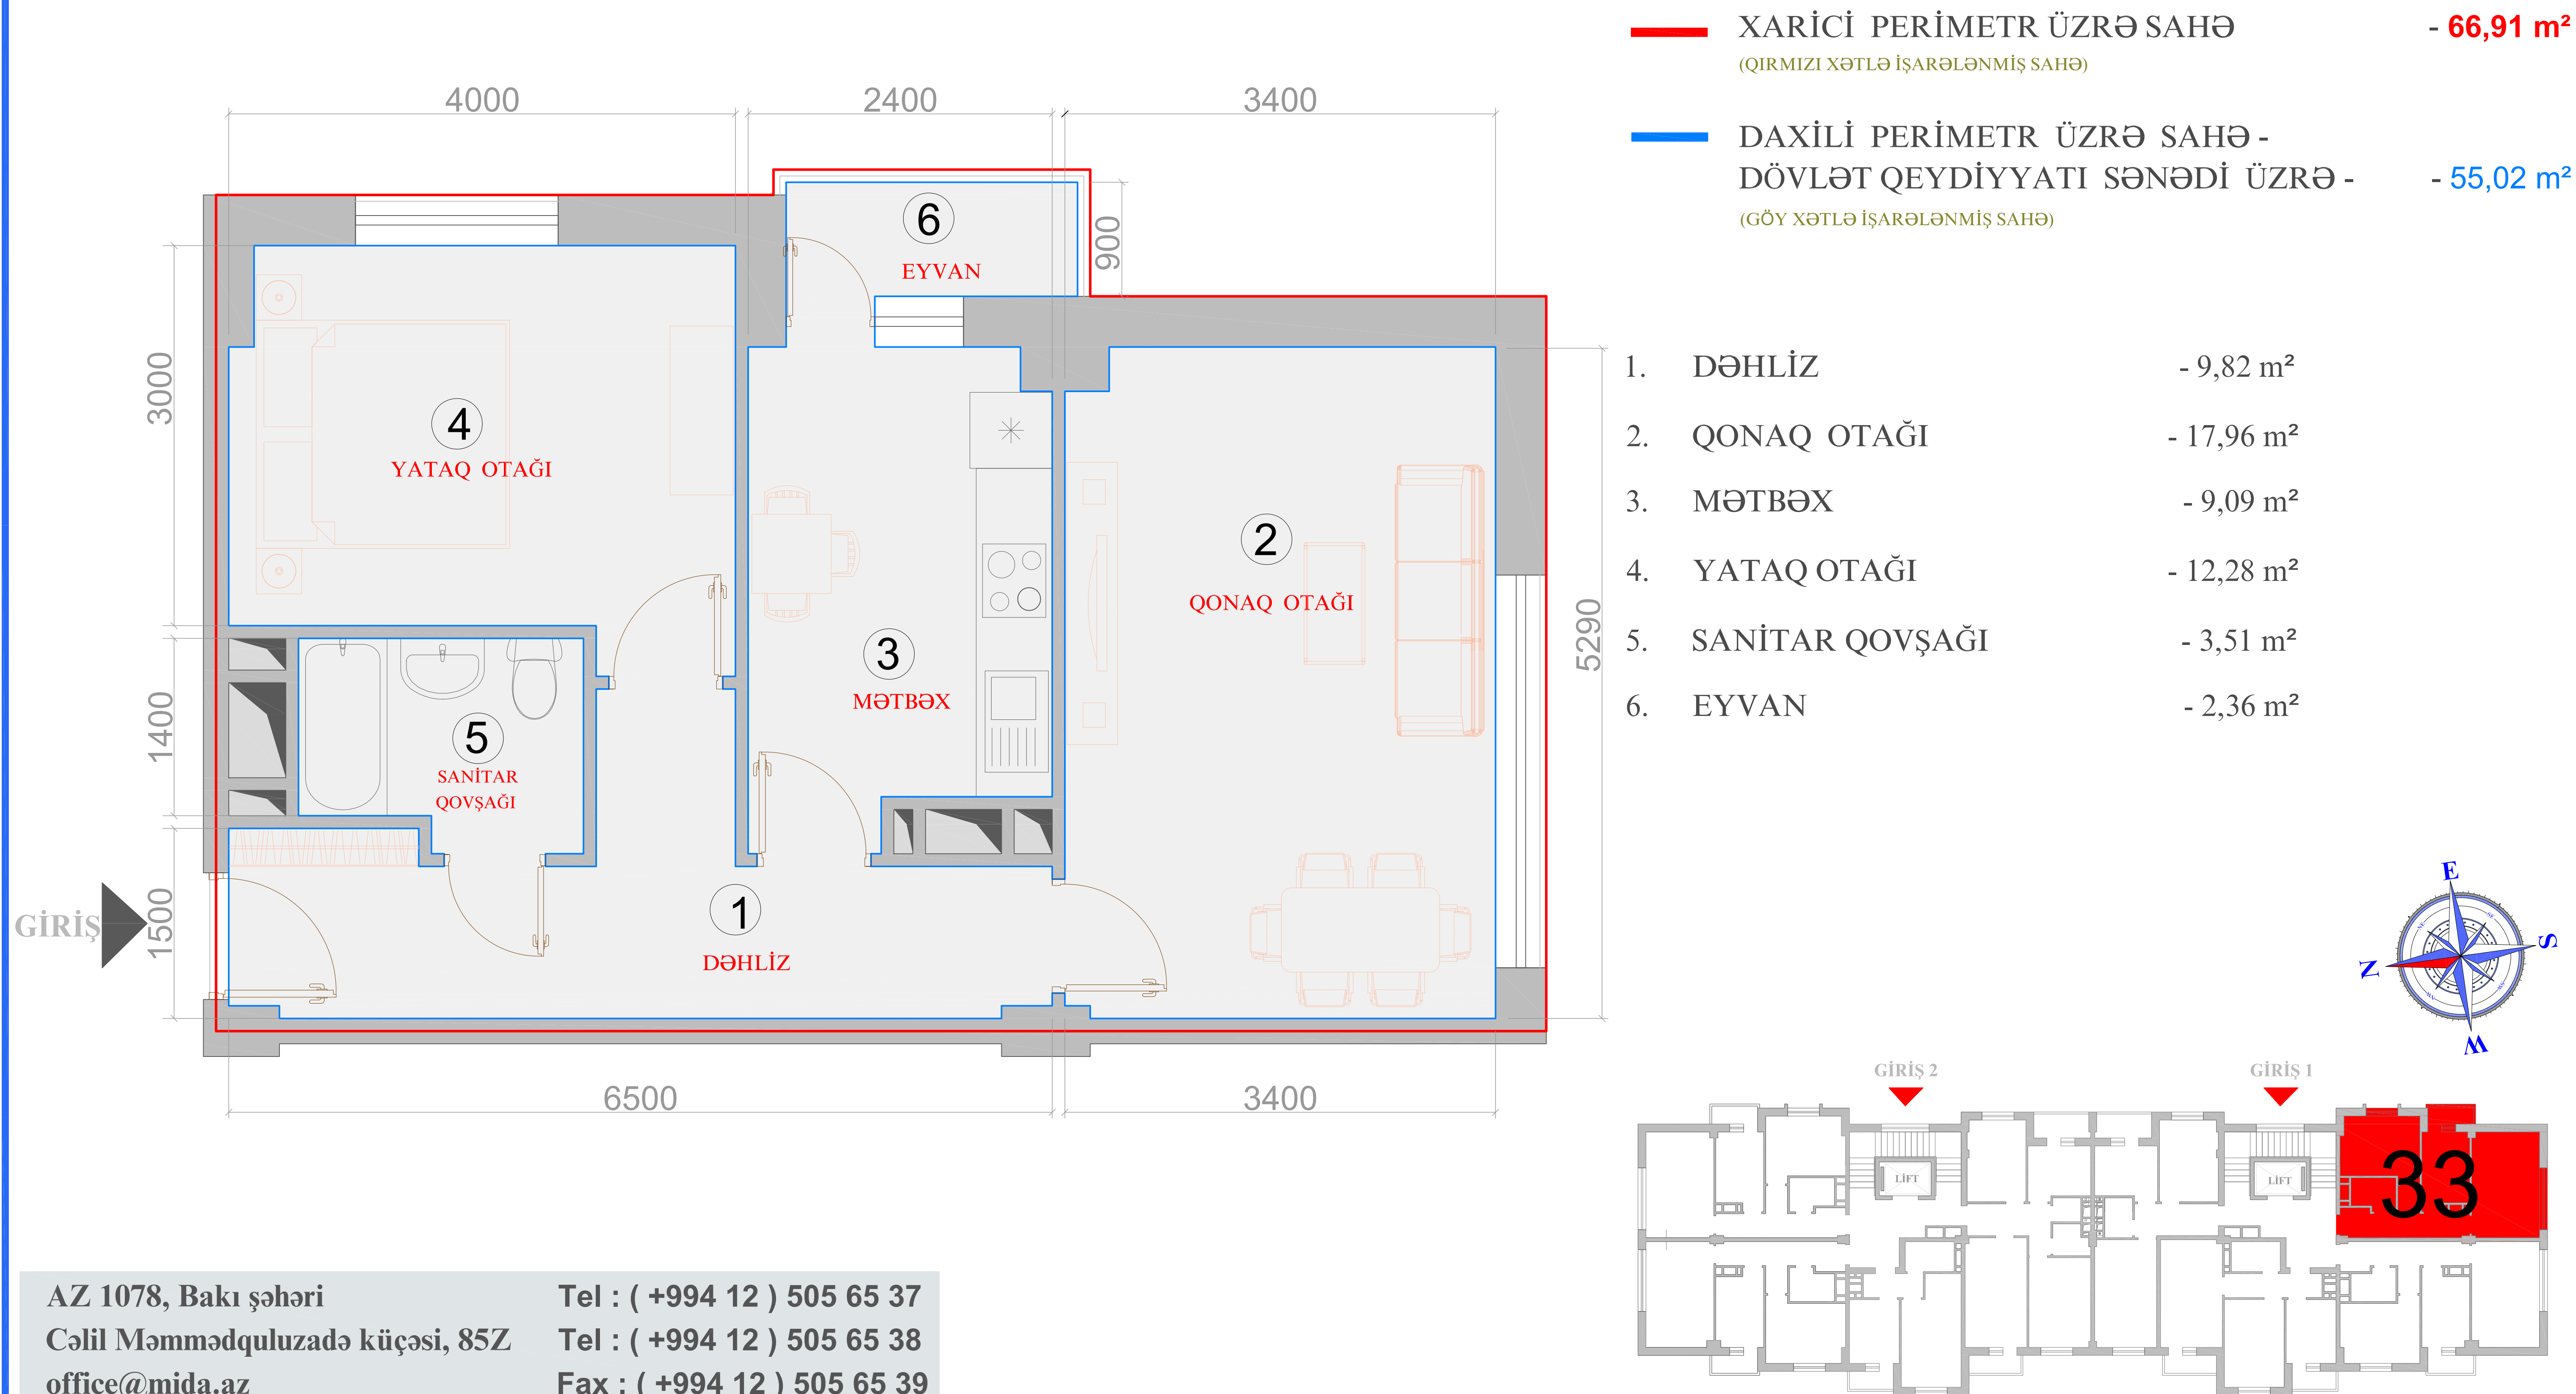 XARİCİ PERİMETR ÜZRƏ SAHƏ - 66,91 m²
(QIRMIZI XƏTLƏ İŞARƏLƏNMİŞ SAHƏ)
DAXİLİ PERİMETR ÜZRƏ SAHƏ -
DÖVLƏT QEYDİYYATI SƏNƏDİ ÜZRƏ - - 55,02 m²
(GÖY XƏTLƏ İŞARƏLƏNMİŞ SAHƏ)
4000
2400
3400
6
EYVAN
900
3000
4
YATAQ OTAĞI
2
QONAQ OTAĞI
5290
3
MƏTBƏX
1400
5
SANİTAR
QOVŞAĞI
GİRİŞ
1500
1
DƏHLİZ
6500
3400
1. DƏHLİZ - 9,82 m²
2. QONAQ OTAĞI - 17,96 m²
3. MƏTBƏX - 9,09 m²
4. YATAQ OTAĞI - 12,28 m²
5. SANİTAR QOVŞAĞI - 3,51 m²
6. EYVAN - 2,36 m²
E
S
N
W
GİRİŞ 2
GİRİŞ 1
LİFT
LİFT
33
AZ 1078, Bakı şəhəri
Cəlil Məmmədquluzadə küçəsi, 85Z
office@mida.az
Tel : ( +994 12 ) 505 65 37
Tel : ( +994 12 ) 505 65 38
Fax : ( +994 12 ) 505 65 39